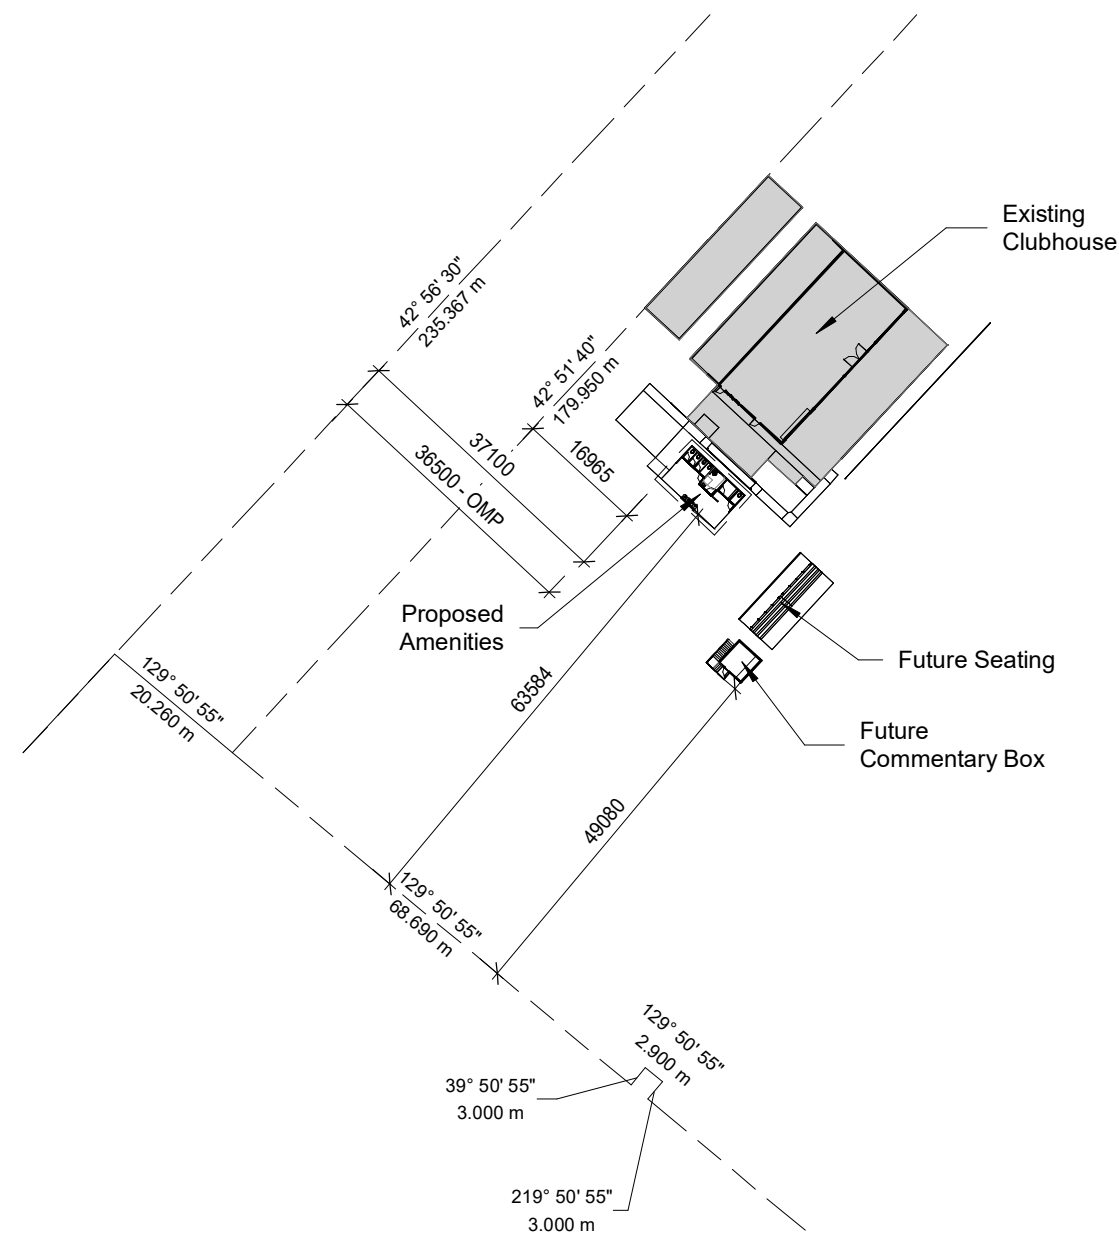 Existing
Clubhouse
42° 56' 30"
235.367 m
42° 51' 40"
179.950 m
16965
37100
36500 - OMP
Proposed
Amenities
129° 50' 55"
20.260 m
63584
Future Seating
Future
Commentary Box
49080
129° 50' 55"
68.690 m
129° 50' 55"
2.900 m
39° 50' 55"
3.000 m
219° 50' 55"
3.000 m